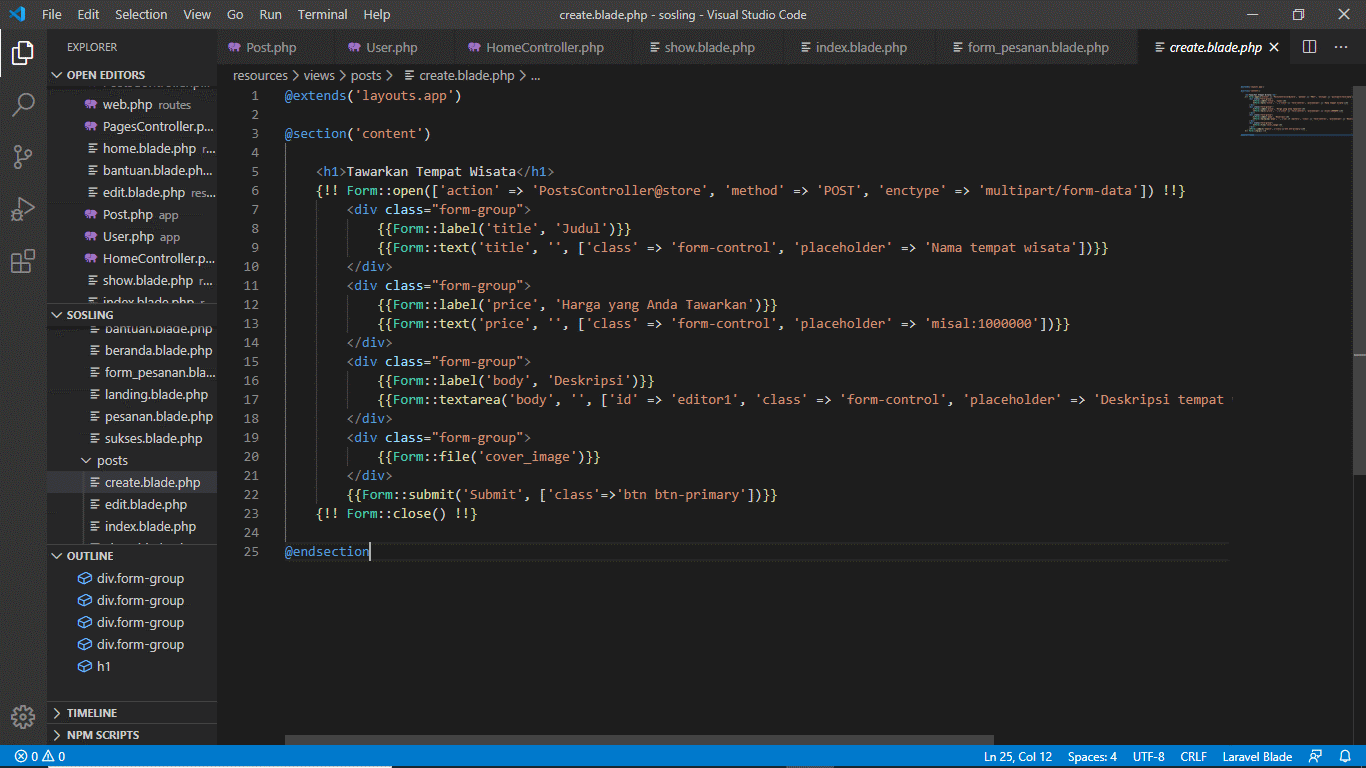 File Edit Selection View Go Run Terminal Help
create.blade.php - sosling - Visual Studio Code
EXPLORER
OPEN EDITORS
web.php routes
PagesController.p...
home.blade.php r...
bantuan.blade.ph...
edit.blade.php res...
Post.php app
User.php app
HomeController.p...
show.blade.php r...
index.blade.php r...
SOSLING
bantuan.blade.php
beranda.blade.php
form_pesanan.bla...
landing.blade.php
pesanan.blade.php
sukses.blade.php
posts
create.blade.php
edit.blade.php
index.blade.php
OUTLINE
div.form-group
div.form-group
div.form-group
div.form-group
h1
TIMELINE
NPM SCRIPTS
Post.php User.php HomeController.php show.blade.php index.blade.php form_pesanan.blade.php create.blade.php
resources > views > posts > create.blade.php > ...
1 @extends('layouts.app')
2
3 @section('content')
4
5 <h1>Tawarkan Tempat Wisata</h1>
6 {!! Form::open(['action' => 'PostsController@store', 'method' => 'POST', 'enctype' => 'multipart/form-data']) !!}
7 <div class="form-group">
8 {{Form::label('title', 'Judul')}}
9 {{Form::text('title', '', ['class' => 'form-control', 'placeholder' => 'Nama tempat wisata'])}}
10 </div>
11 <div class="form-group">
12 {{Form::label('price', 'Harga yang Anda Tawarkan')}}
13 {{Form::text('price', '', ['class' => 'form-control', 'placeholder' => 'misal:1000000'])}}
14 </div>
15 <div class="form-group">
16 {{Form::label('body', 'Deskripsi')}}
17 {{Form::textarea('body', '', ['id' => 'editor1', 'class' => 'form-control', 'placeholder' => 'Deskripsi tempat
18 </div>
19 <div class="form-group">
20 {{Form::file('cover_image')}}
21 </div>
22 {{Form::submit('Submit', ['class'=>'btn btn-primary'])}}
23 {!! Form::close() !!}
24
25 @endsection
0 0 Ln 25, Col 12 Spaces: 4 UTF-8 CRLF Laravel Blade